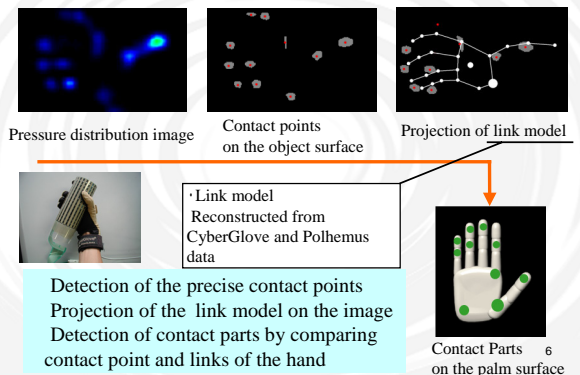 Pressure distribution image
Contact points
on the object surface
Projection of link model
·Link model
Reconstructed from
CyberGlove and Polhemus
data
Detection of the precise contact points
Projection of the link model on the image
Detection of contact parts by comparing
contact point and links of the hand
Contact Parts
on the palm surface
6